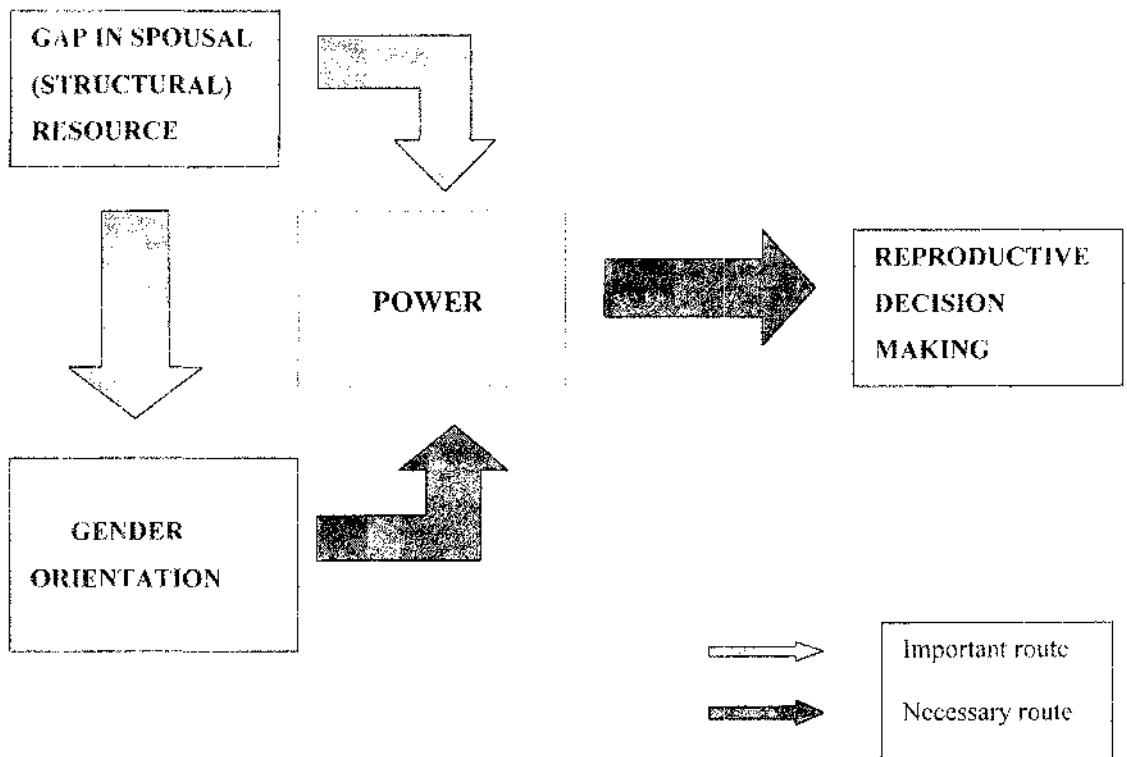 GAP IN SPOUSAL
(STRUCTURAL)
RESOURCE
POWER
REPRODUCTIVE
DECISION
MAKING
GENDER
ORIENTATION
Important route
Necessary route